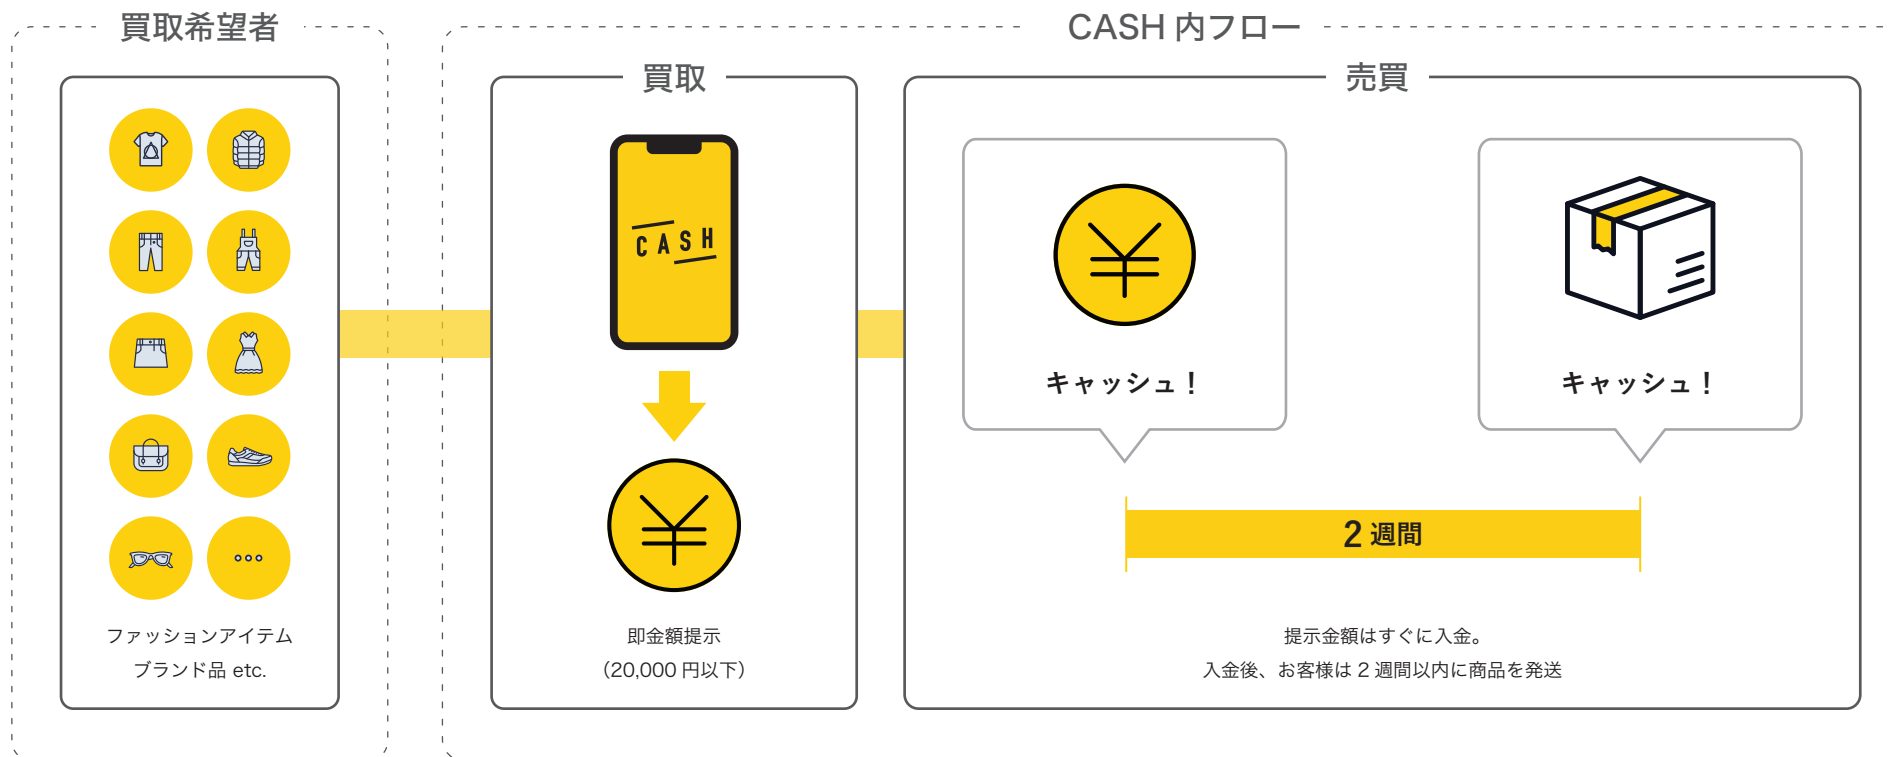 買取希望者
ファッションアイテム
ブランド品 etc.
CASH 内フロー
買取
CASH
即金額提示
（20,000 円以下）
売買
キャッシュ！
キャッシュ！
2 週間
提示金額はすぐに入金。
入金後、お客様は 2 週間以内に商品を発送